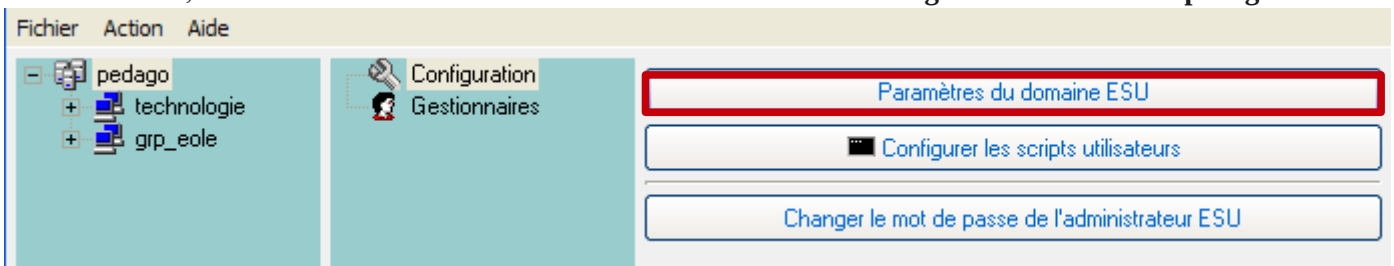 Fichier Action Aide
pedago
technologie
grp_eole
Configuration
Gestionnaires
Paramètres du domaine ESU
Configurer les scripts utilisateurs
Changer le mot de passe de l'administrateur ESU